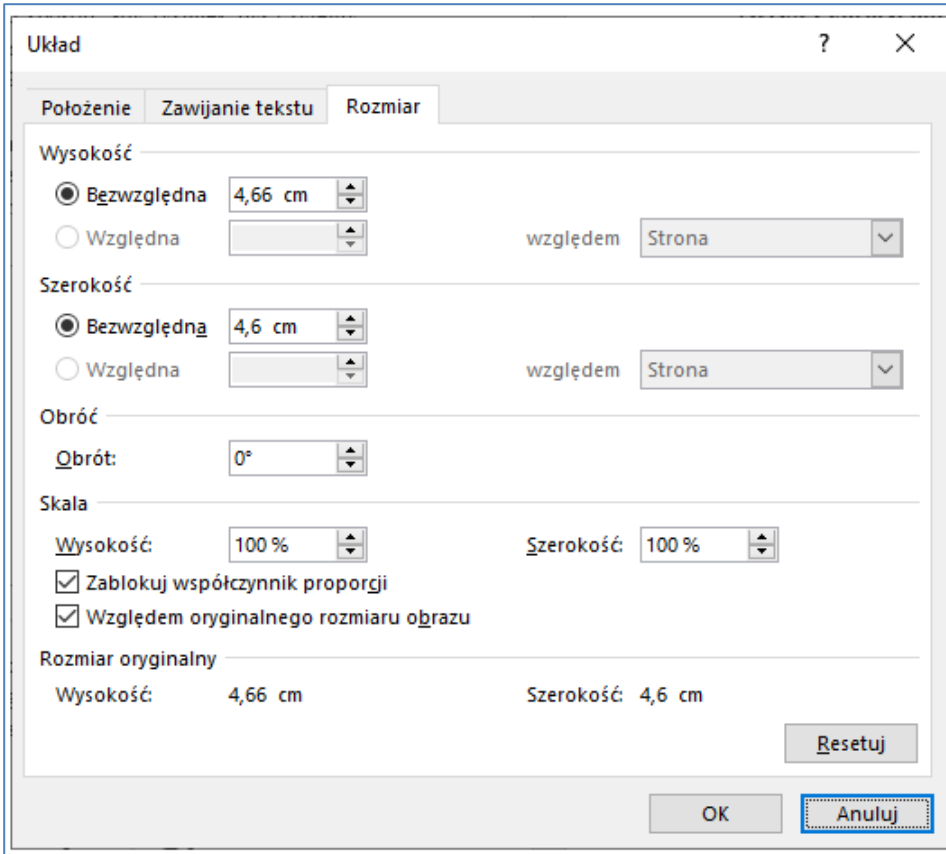 Układ ?
Położenie Zawijanie tekstu Rozmiar
Wysokość
Bezwzględna 4,66 cm
Względna względem Strona
Szerokość
Bezwzględna 4,6 cm
Względna względem Strona
Obróć
Obrót: 0°
Skala
Wysokość: 100 % Szerokość: 100 %
Zablokuj współczynnik proporcji
Względem oryginalnego rozmiaru obrazu
Rozmiar oryginalny
Wysokość: 4,66 cm Szerokość: 4,6 cm
Resetuj
OK Anuluj